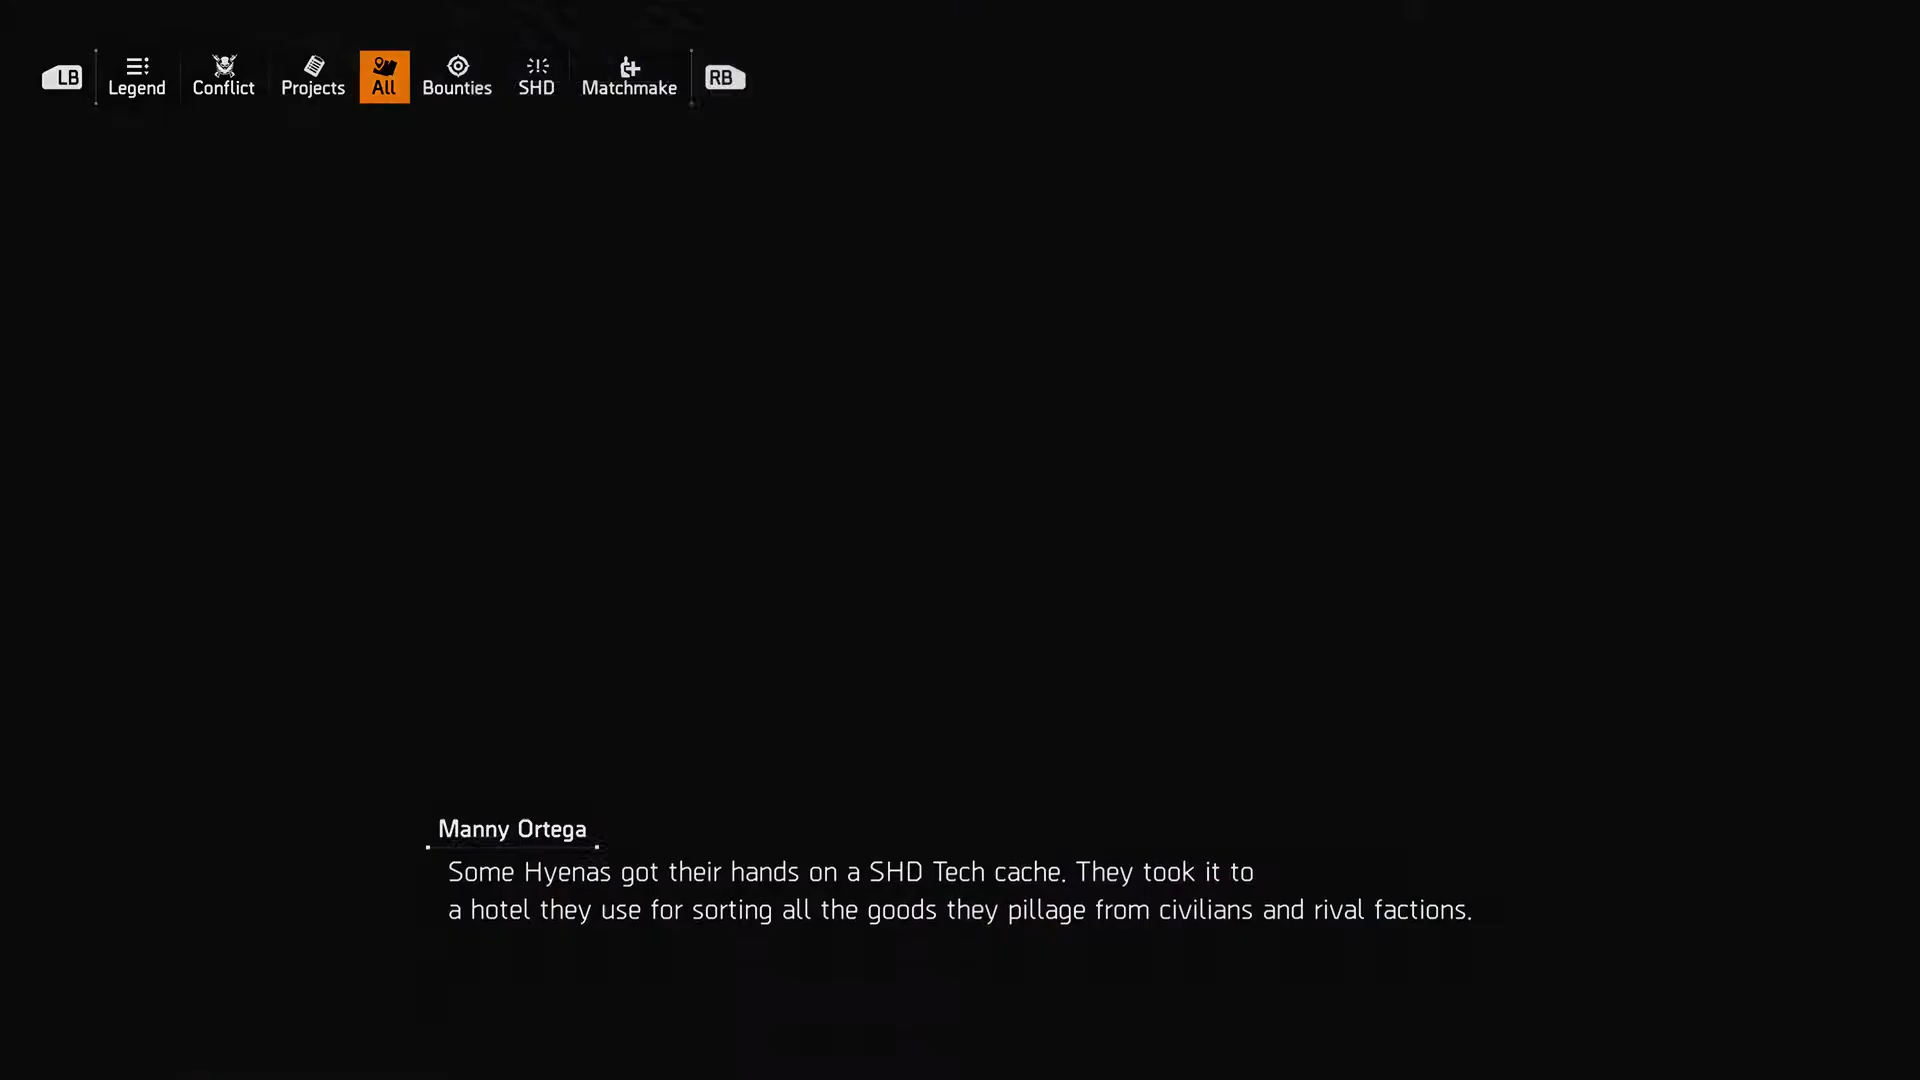 LB Legend Conflict Projects All Bounties SHD Matchmake RB
Manny Ortega
Some Hyenas got their hands on a SHD Tech cache. They took it to
a hotel they use for sorting all the goods they pillage from civilians and rival factions.